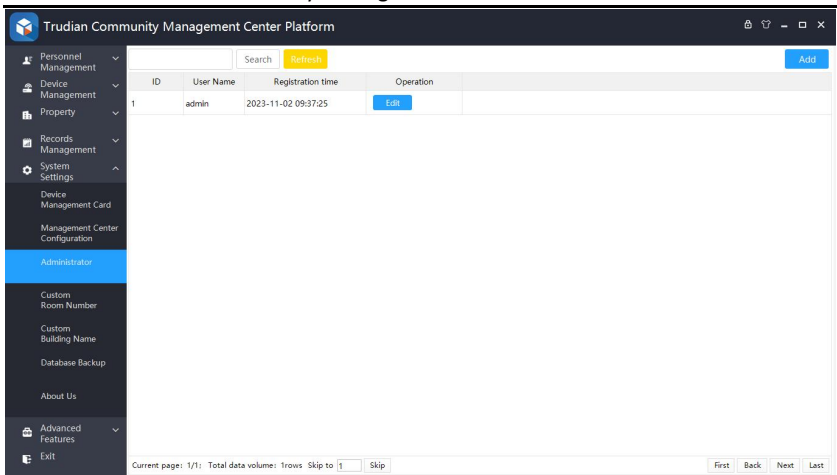 Trudian Community Management Center Platform
Personnel
Management
Search
Refresh
Add
Device
Management
ID
User Name
Registration time
Operation
1
admin
2023-11-02 09:37:25
Edit
Property
Records
Management
System
Settings
Device
Management Card
Management Center
Configuration
Administrator
Custom
Room Number
Custom
Building Name
Database Backup
About Us
Advanced
Features
Exit
Current page: 1/1; Total data volume: 1rows Skip to 1 Skip
First
Back
Next
Last